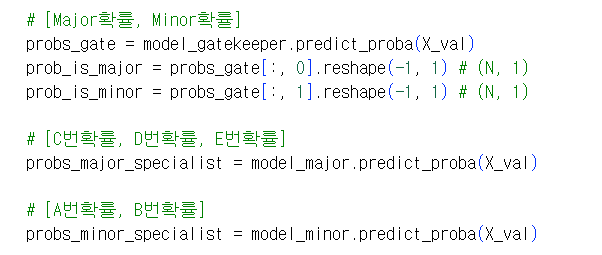 # [Major확률, Minor확률]
probs_gate = model_gatekeeper.predict_proba(X_val)
prob_is_major = probs_gate[:, 0].reshape(-1, 1) # (N, 1)
prob_is_minor = probs_gate[:, 1].reshape(-1, 1) # (N, 1)
# [C번확률, D번확률, E번확률]
probs_major_specialist = model_major.predict_proba(X_val)
# [A번확률, B번확률]
probs_minor_specialist = model_minor.predict_proba(X_val)